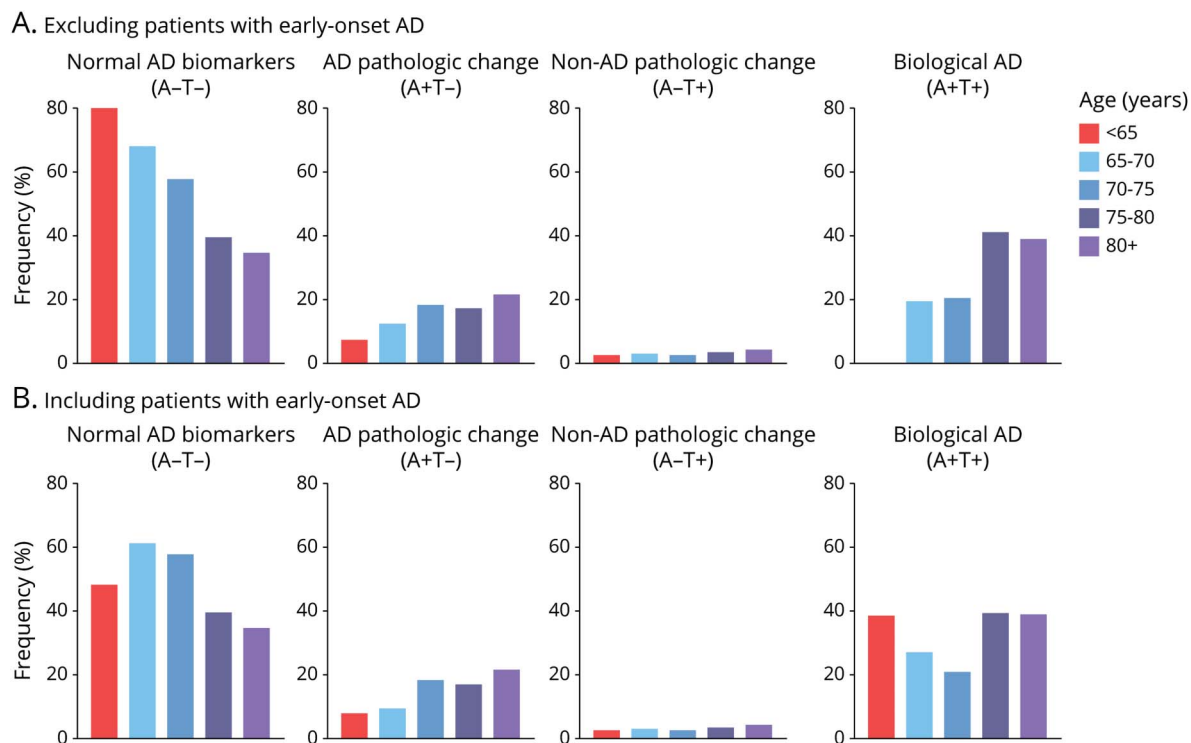 A. Excluding patients with early-onset AD
Normal AD biomarkers
(A–T–)
AD pathologic change
(A+T–)
Non-AD pathologic change
(A–T+)
Biological AD
(A+T+)
Frequency (%)
80
60
40
20
0
80
60
40
20
0
80
60
40
20
0
80
60
40
20
0
Age (years)
<65
65-70
70-75
75-80
80+
B. Including patients with early-onset AD
Normal AD biomarkers
(A–T–)
AD pathologic change
(A+T–)
Non-AD pathologic change
(A–T+)
Biological AD
(A+T+)
Frequency (%)
80
60
40
20
0
80
60
40
20
0
80
60
40
20
0
80
60
40
20
0